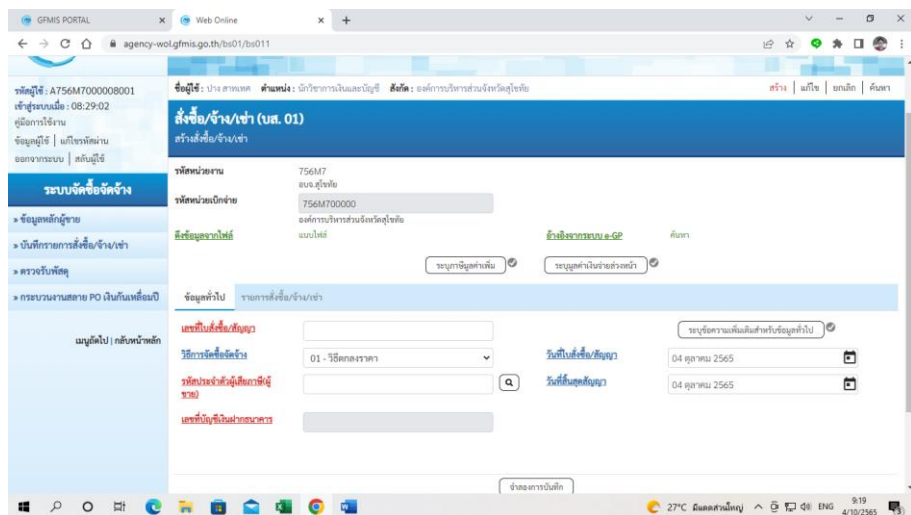 GFMIS PORTAL
Web Online
agency-wol.gfmis.go.th/bs01/bs011
รหัสผู้ใช้ : A756M7000008001
เข้าสู่ระบบเมื่อ : 08:29:02
คู่มือการใช้งาน
ข้อมูลผู้ใช้ | แก้ไขรหัสผ่าน
ออกจากระบบ | สลับผู้ใช้
ระบบจัดซื้อจัดจ้าง
» ข้อมูลหลักผู้ขาย
» บันทึกรายการสั่งซื้อ/จ้าง/เช่า
» ตรวจรับพัสดุ
» กระบวนงานสลาย PO เงินกันเหลื่อมปี
เมนูถัดไป | กลับหน้าหลัก
ชื่อผู้ใช้ : ตำแหน่ง : นักวิชาการเงินและบัญชี สังกัด : องค์การบริหารส่วนจังหวัดสุโขทัย
สร้าง | แก้ไข | ยกเลิก | ค้นหา
สั่งซื้อ/จ้าง/เช่า (บส. 01)
สร้างสั่งซื้อ/จ้าง/เช่า
รหัสหน่วยงาน 756M7
อบจ.สุโขทัย
รหัสหน่วยเบิกจ่าย 756M700000
องค์การบริหารส่วนจังหวัดสุโขทัย
ดึงข้อมูลจากไฟล์ แนบไฟล์ อ้างอิงจากระบบ e-GP ค้นหา
ระบุภาษีมูลค่าเพิ่ม ระบุมูลค่าเงินจ่ายล่วงหน้า
ข้อมูลทั่วไป รายการสั่งซื้อ/จ้าง/เช่า
เลขที่ใบสั่งซื้อ/สัญญา ระบุข้อความเพิ่มเติมสำหรับข้อมูลทั่วไป
วิธีการจัดซื้อจัดจ้าง 01 - วิธีตกลงราคา วันที่ใบสั่งซื้อ/สัญญา 04 ตุลาคม 2565
รหัสประจำตัวผู้เสียภาษี(ผู้ขาย) วันที่สิ้นสุดสัญญา 04 ตุลาคม 2565
เลขที่บัญชีเงินฝากธนาคาร
จำลองการบันทึก
27°C มีแดดส่วนใหญ่ ENG 9:19
4/10/2565